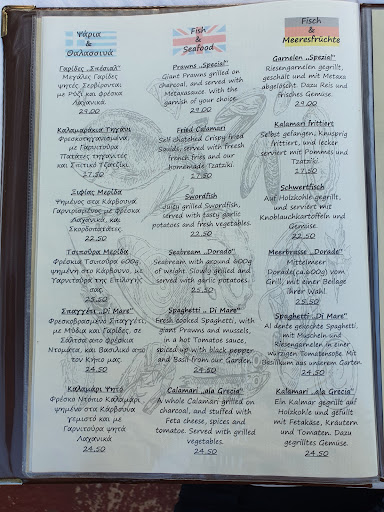 Ψάρια
&
Θαλασσινά
Γαρίδες „Σπέσιαλ"
Μεγάλες Γαρίδες
ψητές Σερβίρονται
με Ρύζι και Φρέσκα
Λαχανικά.
29.00
Καλαμαράκια Τηγάνι
Φρεσκοτηγανισμένα
με Γαρνιτούρα
Πατάτες τηγανιτές
και Σπιτικό Τζατζίκι.
17.50
Ξιφίας Μερίδα
Ψημένος στα Κάρβουνα
Γαρνιρισμένος με φρέσκα
Λαχανικά, και
Σκορδοπατάτες.
22.50
Τσιπούρα Μερίδα
Φρέσκια Τσιπούρα 600g
ψημένη στα Κάρβουνο, με
Γαρνιτούρα της Επιλογής
σας.
25.50
Σπαγγέτι „Di Mare"
Φρεσκοβρασμένο Σπαγγέτι,
με Μύδια και Γαρίδες, σε
Σάλτσα απο φρέσκια
Ντομάτα, και Βασιλικό από
τον Κήπο μας.
24.50
Καλαμάρι Ψητό
Φρέσκο Ντόπιο Καλαμάρι
ψημένο στα Κάρβουνα
γεμιστό και με
Γαρνιτούρα ψητά
Λαχανικά
24.50
Fish
&
Seafood
Prawns „Special"
Giant Prawns grilled on
charcoal, and served with
Metaxasauce. With the
garnish of your choice.
29.00
Fried Calamari
Self chatched Crispy fried
Squids, served with fresch
french fries and our
homemade Tzatziki.
17.50
Swordfish
Juicy grilled Swordfish,
served with tasty garlic
potatoes and fresh vegetables.
22.50
Seabream „Dorado"
Seabream with around 600g
of weight. Slowly grilled and
served with garlic potatoes.
25.50
Spaghetti „ Di Mare"
Fresh cooked Spaghetti, with
giant Prawns and mussels,
in a hot Tomatoe sauce,
spiced up with black pepper
and Basil from our Garden.
24.50
Calamari „ala Grecia"
A whole Calamari grilled on
charcoal, and stuffed with
Feta cheese, spices and
tomatoe. Served with grilled
vegetables.
24.50
Fisch
&
Meeresfrüchte
Garnelen „Spezial"
Riesengarnelen gegrillt,
geschält und mit Metaxa
abgelöscht. Dazu Reis und
frisches Gemüse.
29.00
Kalamari frittiert
Selbst gefangen, knusprig
frittiert, und lecker
serviert mit Pommes und
Tzatziki.
17.50
Schwertfisch
Auf Holzkohle gegrillt,
und serviert mit
Knoblauchkartoffeln und
Gemüse.
22.50
Meerbrasse „Dorade"
Mittelmeer
Dorade(ca.600g) vom
Grill, mit einer Beilage
ihrer Wahl.
25.50
Spaghetti „Di Mare"
Al dente gekochte Spaghetti,
mit Muscheln und
Riesengarnelen in einer
würzigen Tomatensoße. Mit
Basilikum aus unserem Garten
24.50
Kalamari „ala Grecia"
Ein Kalmar gegrillt auf
Holzkohle und gefüllt
mit Fetakäse, Kräutern
und Tomaten. Dazu
gegrilltes Gemüse.
24.50